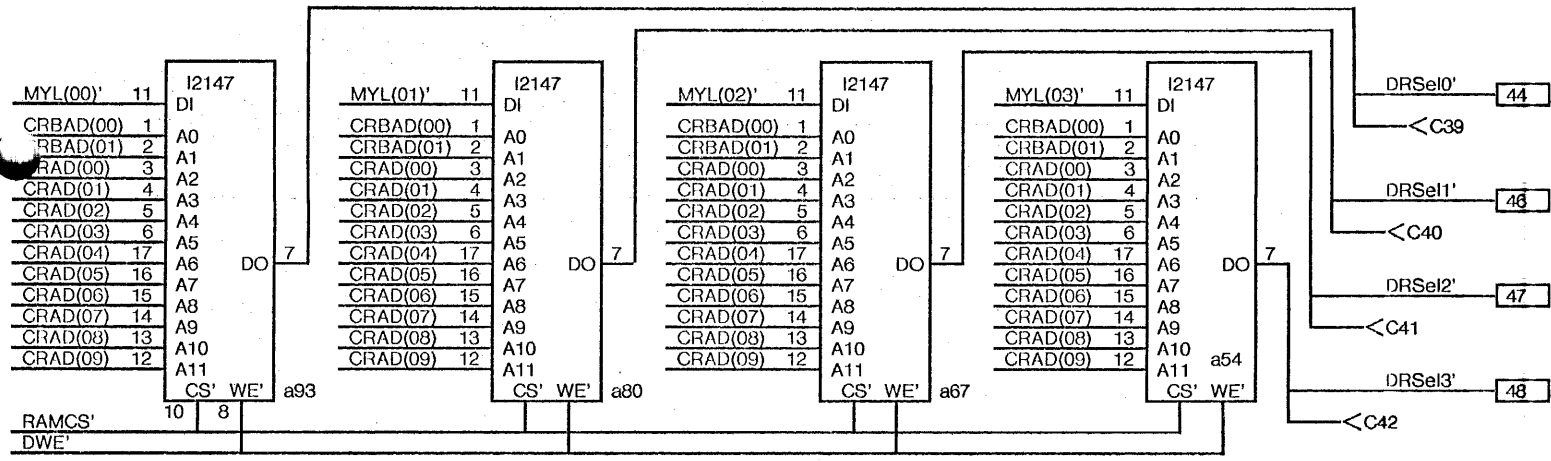 I2147 I2147 I2147 I2147
MYL(00)' 11 DI MYL(01)' 11 DI MYL(02)' 11 DI MYL(03)' 11 DI DRSel0' 44
CRBAD(00) 1 A0 CRBAD(00) 1 A0 CRBAD(00) 1 A0 CRBAD(00) 1 A0 <C39
RBAD(01) 2 A1 CRBAD(01) 2 A1 CRBAD(01) 2 A1 CRBAD(01) 2 A1
RAD(00) 3 A2 CRAD(00) 3 A2 CRAD(00) 3 A2 CRAD(00) 3 A2
CRAD(01) 4 A3 CRAD(01) 4 A3 CRAD(01) 4 A3 CRAD(01) 4 A3 DRSel1' 46
CRAD(02) 5 A4 CRAD(02) 5 A4 CRAD(02) 5 A4 CRAD(02) 5 A4
CRAD(03) 6 A5 CRAD(03) 6 A5 CRAD(03) 6 A5 CRAD(03) 6 A5 <C40
CRAD(04) 17 A6 DO 7 CRAD(04) 17 A6 DO 7 CRAD(04) 17 A6 DO 7 CRAD(04) 17 A6 DO 7
CRAD(05) 16 A7 CRAD(05) 16 A7 CRAD(05) 16 A7 CRAD(05) 16 A7
CRAD(06) 15 A8 CRAD(06) 15 A8 CRAD(06) 15 A8 CRAD(06) 15 A8 DRSel2' 47
CRAD(07) 14 A9 CRAD(07) 14 A9 CRAD(07) 14 A9 CRAD(07) 14 A9 <C41
CRAD(08) 13 A10 CRAD(08) 13 A10 CRAD(08) 13 A10 CRAD(08) 13 A10
CRAD(09) 12 A11 CRAD(09) 12 A11 CRAD(09) 12 A11 CRAD(09) 12 A11 a54
CS' WE' a93 CS' WE' a80 CS' WE' a67 CS' WE' DRSel3' 48
10 8
RAMCS' <C42
DWE'